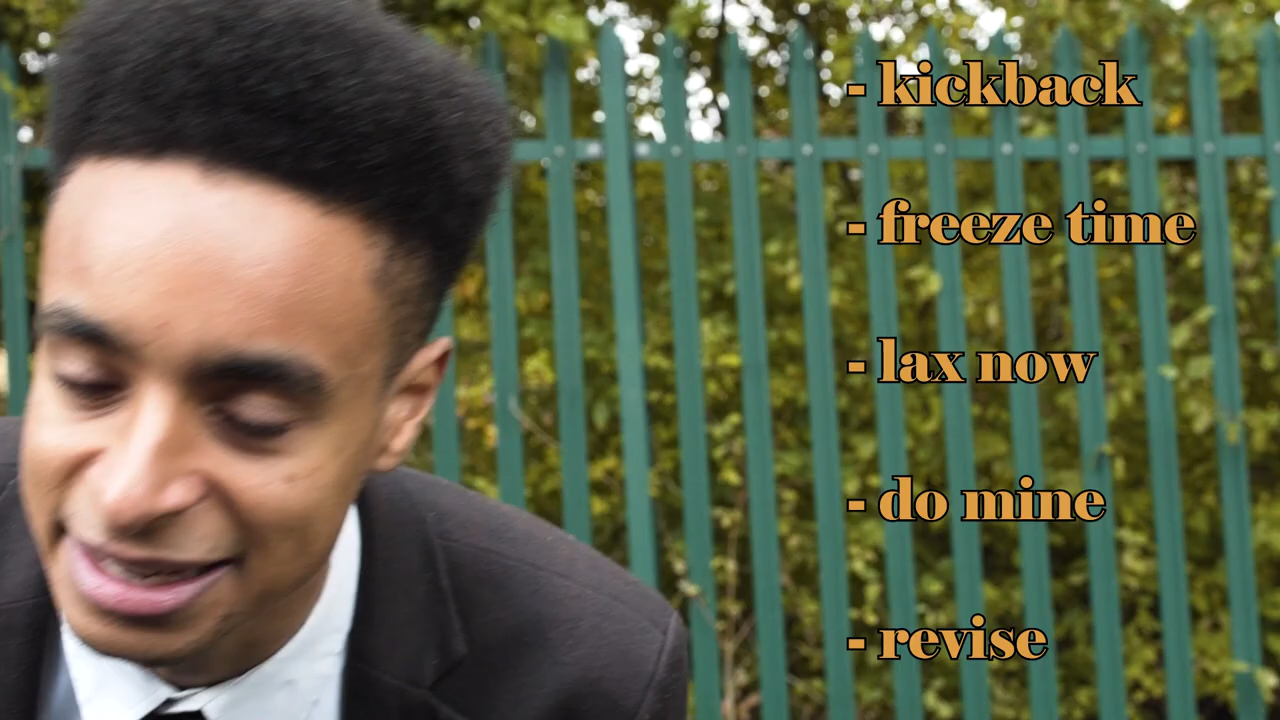 - kickback
- freeze time
- lax now
- do mine
- revise